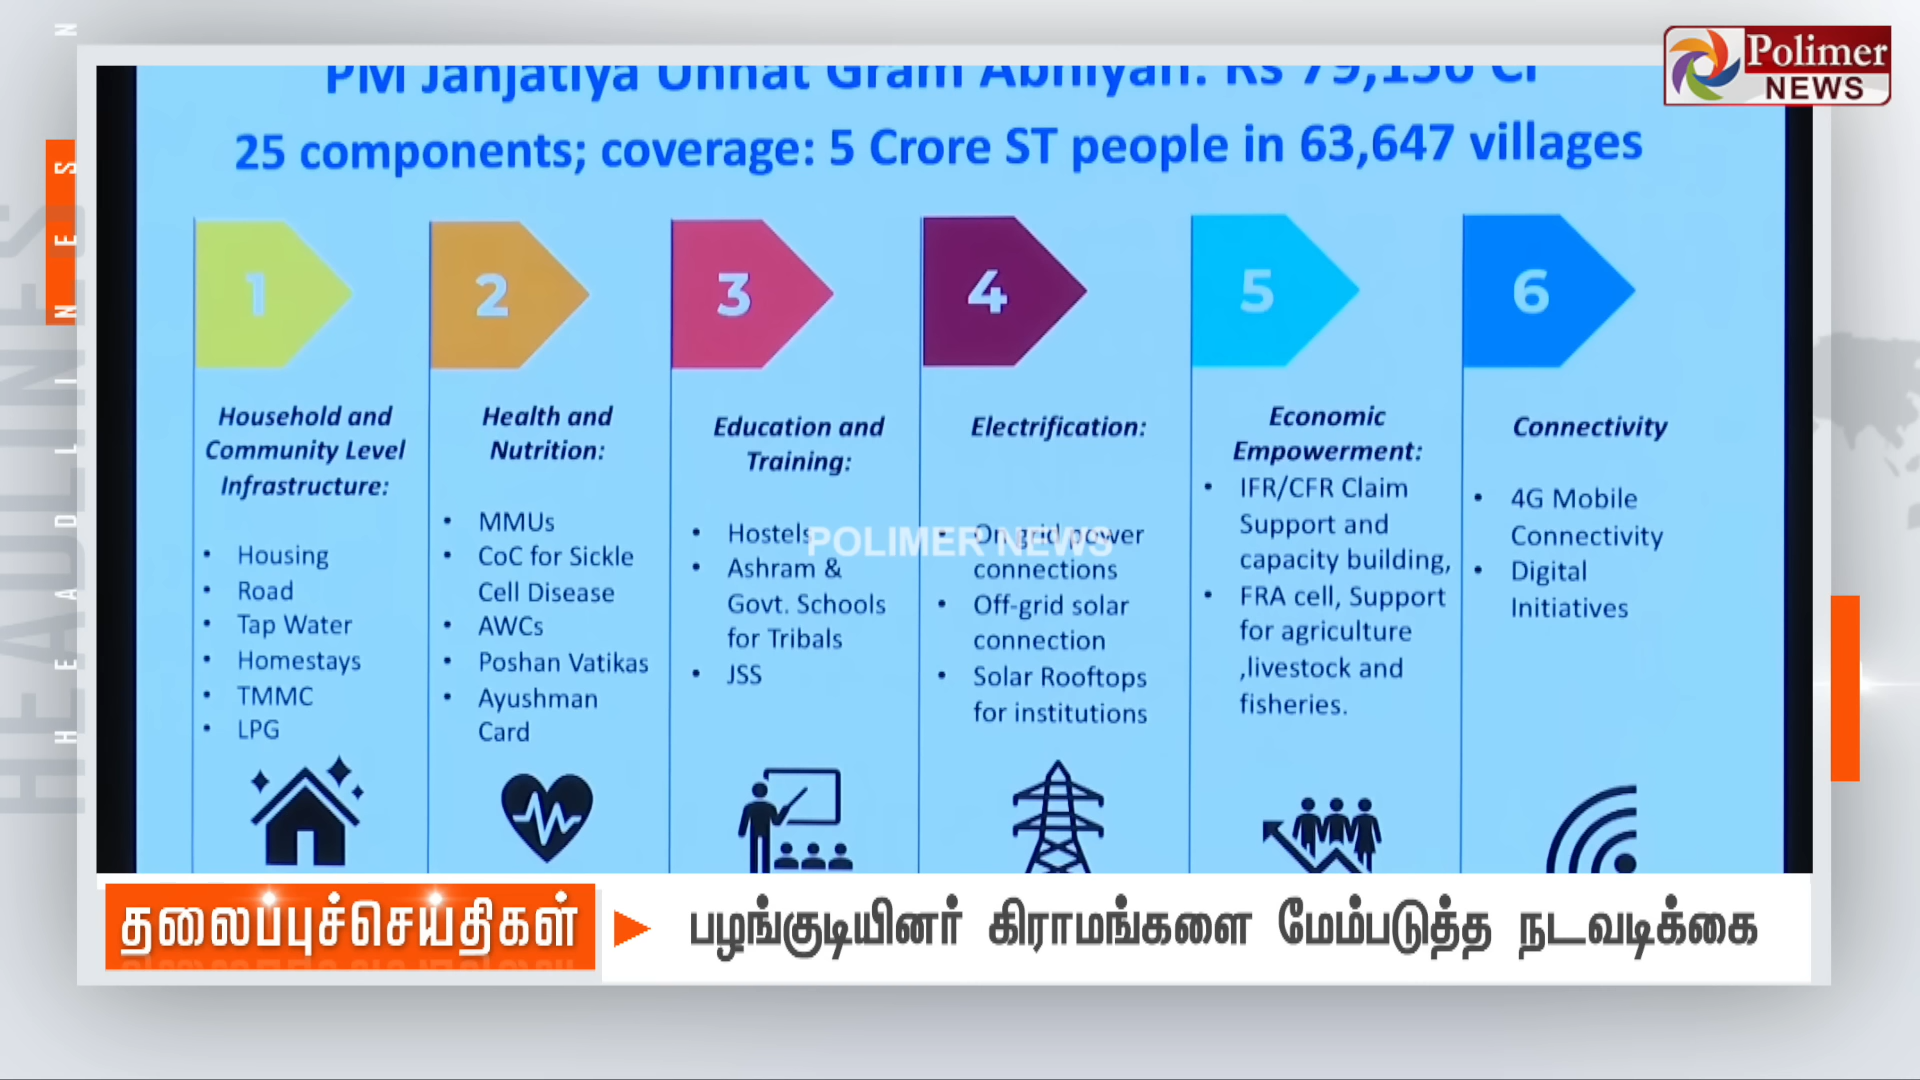 Polimer
NEWS
PM Janjatiya Unnat Gram Abhiyan: Rs 79,156 Cr
25 components; coverage: 5 Crore ST people in 63,647 villages
1
2
3
4
5
6
Household and
Community Level
Infrastructure:
• Housing
• Road
• Tap Water
• Homestays
• TMMC
• LPG
Health and
Nutrition:
• MMUs
• CoC for Sickle
Cell Disease
• AWCs
• Poshan Vatikas
• Ayushman
Card
Education and
Training:
• Hostels
• Ashram &
Govt. Schools
for Tribals
• JSS
Electrification:
• On grid power
connections
• Off-grid solar
connection
• Solar Rooftops
for institutions
Economic
Empowerment:
• IFR/CFR Claim
Support and
capacity building,
• FRA cell, Support
for agriculture
,livestock and
fisheries.
Connectivity
• 4G Mobile
Connectivity
• Digital
Initiatives
POLIMER NEWS
தலைப்புச்செய்திகள்
பழங்குடியினர் கிராமங்களை மேம்படுத்த நடவடிக்கை
HEADLINES
HEADLINES
N